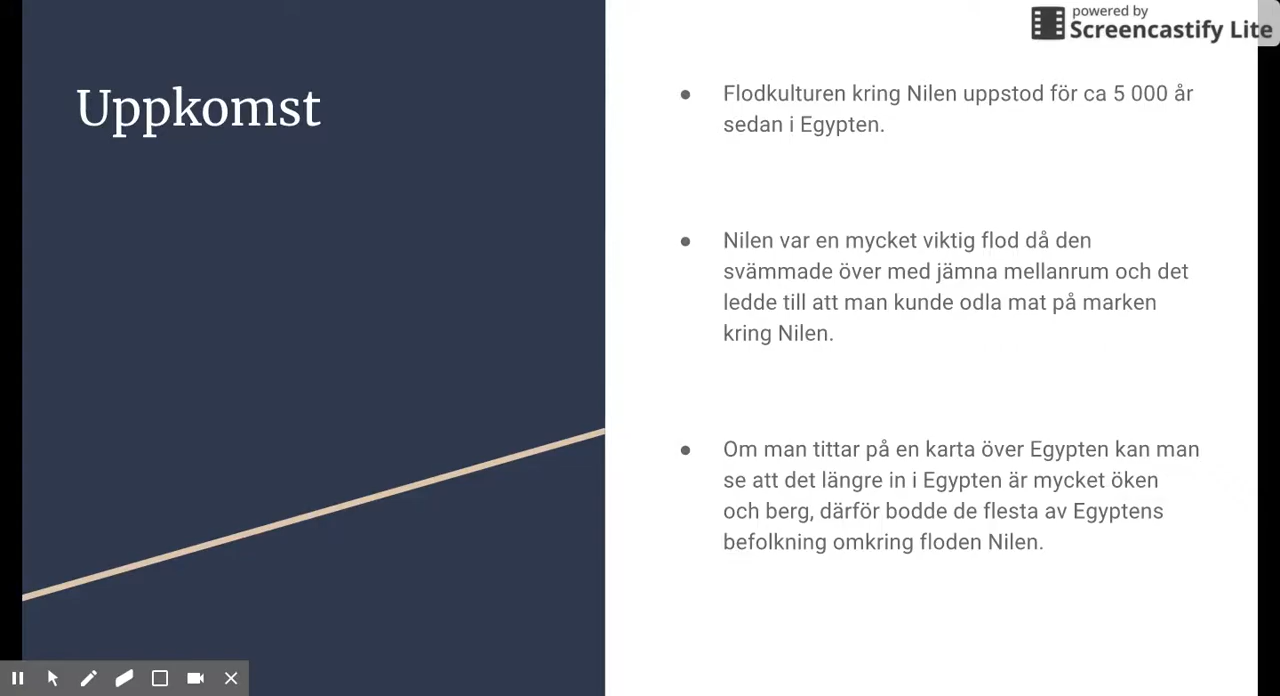 powered by
Screencastify Lite
Uppkomst
● Flodkulturen kring Nilen uppstod för ca 5 000 år
sedan i Egypten.
● Nilen var en mycket viktig flod då den
svämmade över med jämna mellanrum och det
ledde till att man kunde odla mat på marken
kring Nilen.
● Om man tittar på en karta över Egypten kan man
se att det längre in i Egypten är mycket öken
och berg, därför bodde de flesta av Egyptens
befolkning omkring floden Nilen.